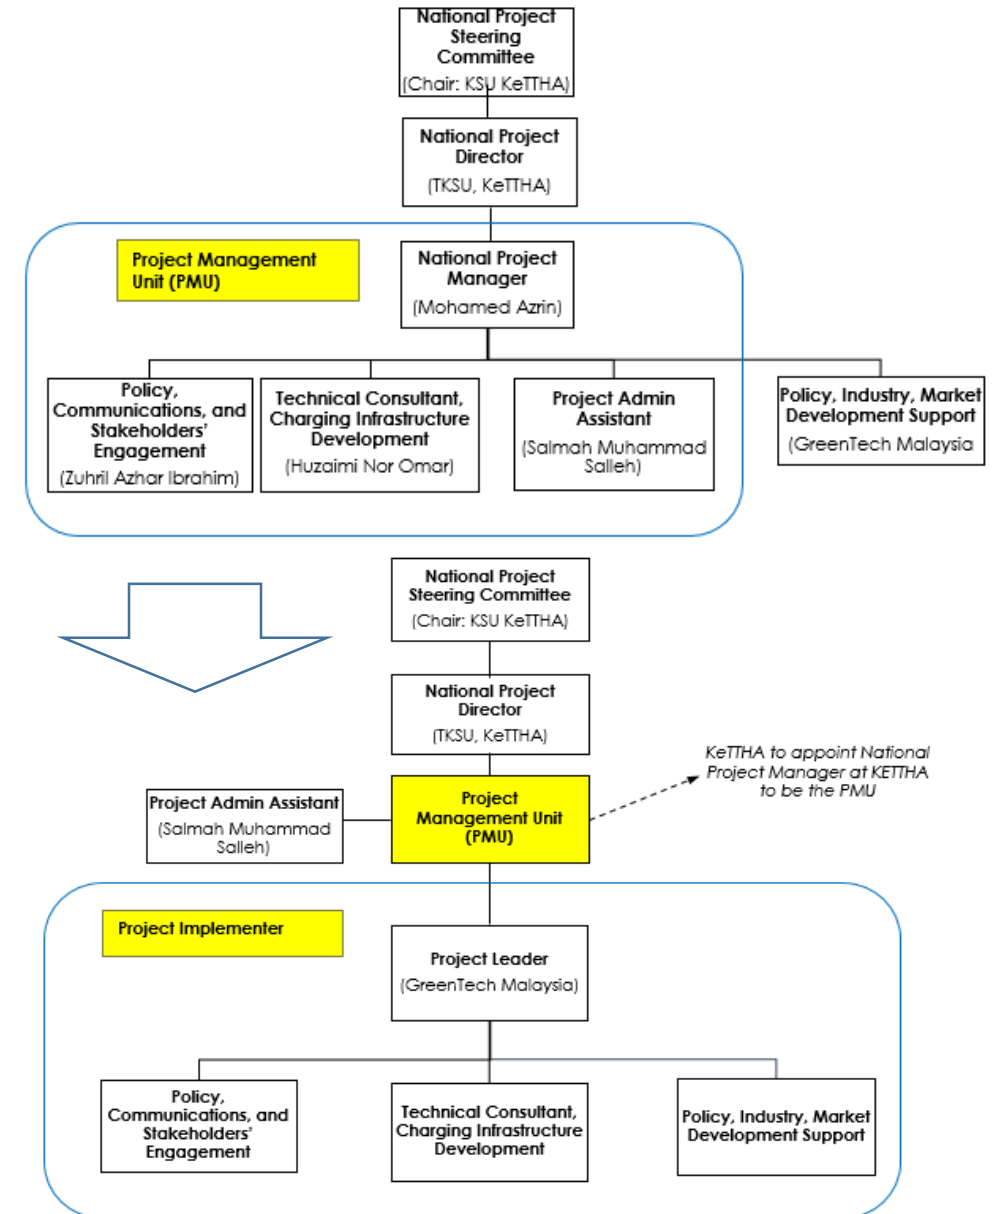 National Project
Steering
Committee
(Chair: KSU KeTTHA)
National Project
Director
(TKSU, KeTTHA)
Project Management
Unit (PMU)
National Project
Manager
(Mohamed Azrin)
Policy,
Communications, and
Stakeholders'
Engagement
(Zuhril Azhar Ibrahim)
Technical Consultant,
Charging Infrastructure
Development
(Huzaimi Nor Omar)
Project Admin
Assistant
(Salmah Muhammad
Salleh)
Policy, Industry, Market
Development Support
(GreenTech Malaysia
National Project
Steering Committee
(Chair: KSU KeTTHA)
National Project
Director
(TKSU, KeTTHA)
KeTTHA to appoint National
Project Manager at KETTHA
to be the PMU
Project Admin Assistant
(Salmah Muhammad
Salleh)
Project
Management Unit
(PMU)
Project Implementer
Project Leader
(GreenTech Malaysia)
Policy,
Communications, and
Stakeholders'
Engagement
Technical Consultant,
Charging Infrastructure
Development
Policy, Industry, Market
Development Support